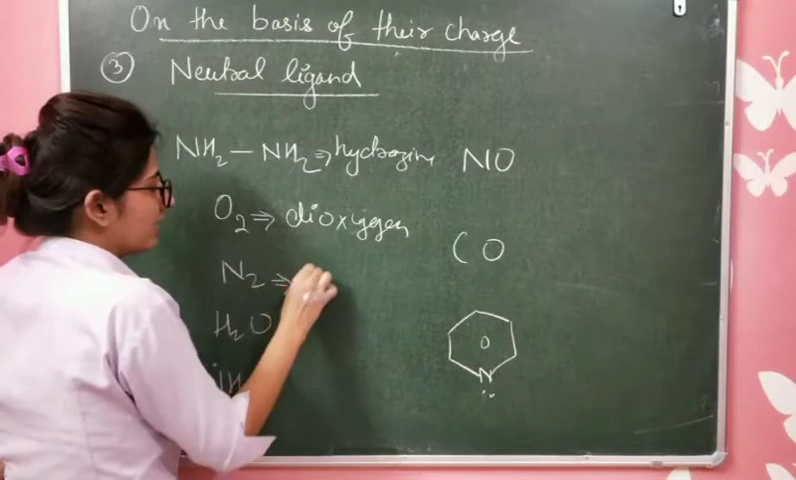 On the basis of their charge
③ Neutral ligand
NH₂ – NH₂ ⇒ hydrazine NO
O₂ ⇒ dioxygen
CO
N₂ ⇒
H₂O
N